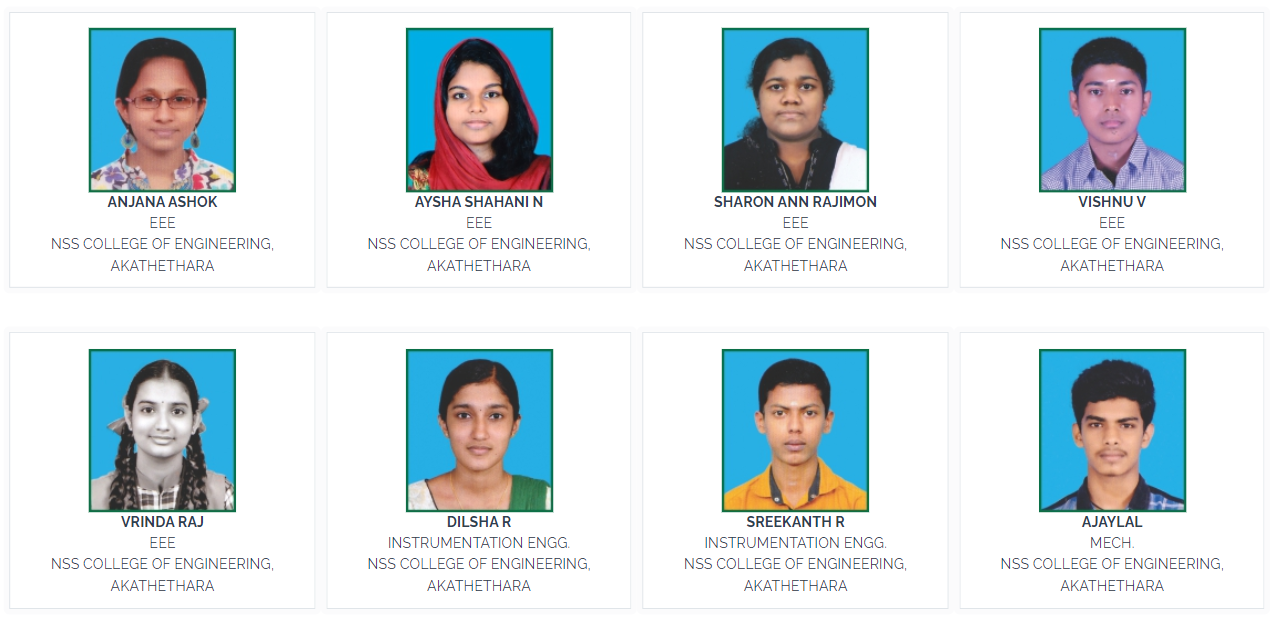 ANJANA ASHOK
EEE
NSS COLLEGE OF ENGINEERING,
AKATHETHARA
AYSHA SHAHANI N
EEE
NSS COLLEGE OF ENGINEERING,
AKATHETHARA
SHARON ANN RAJIMON
EEE
NSS COLLEGE OF ENGINEERING,
AKATHETHARA
VISHNU V
EEE
NSS COLLEGE OF ENGINEERING,
AKATHETHARA
VRINDA RAJ
EEE
NSS COLLEGE OF ENGINEERING,
AKATHETHARA
DILSHA R
INSTRUMENTATION ENGG.
NSS COLLEGE OF ENGINEERING,
AKATHETHARA
SREEKANTH R
INSTRUMENTATION ENGG.
NSS COLLEGE OF ENGINEERING,
AKATHETHARA
AJAYLAL
MECH.
NSS COLLEGE OF ENGINEERING,
AKATHETHARA